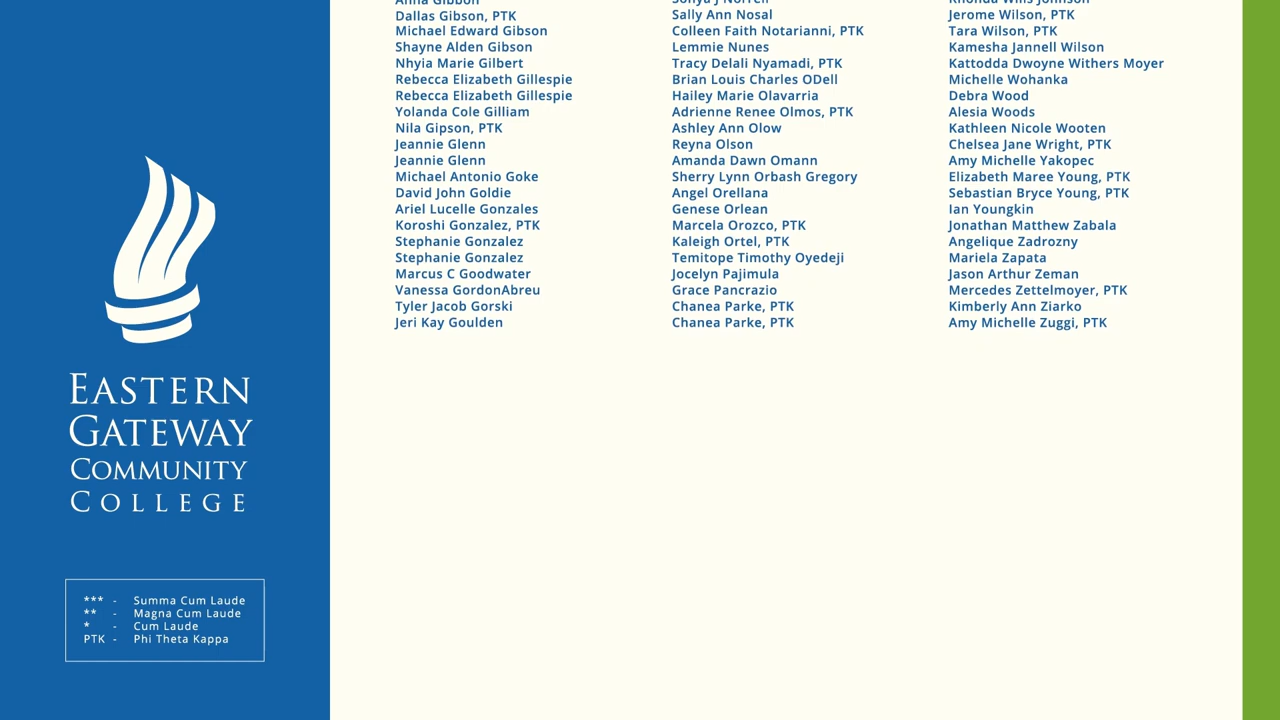 Anna Gibbon
Dallas Gibson, PTK
Michael Edward Gibson
Shayne Alden Gibson
Nhyia Marie Gilbert
Rebecca Elizabeth Gillespie
Rebecca Elizabeth Gillespie
Yolanda Cole Gilliam
Nila Gipson, PTK
Jeannie Glenn
Jeannie Glenn
Michael Antonio Goke
David John Goldie
Ariel Lucelle Gonzales
Koroshi Gonzalez, PTK
Stephanie Gonzalez
Stephanie Gonzalez
Marcus C Goodwater
Vanessa GordonAbreu
Tyler Jacob Gorski
Jeri Kay Goulden
Sonya J Norrell
Sally Ann Nosal
Colleen Faith Notarianni, PTK
Lemmie Nunes
Tracy Delali Nyamadi, PTK
Brian Louis Charles ODell
Hailey Marie Olavarria
Adrienne Renee Olmos, PTK
Ashley Ann Olow
Reyna Olson
Amanda Dawn Omann
Sherry Lynn Orbash Gregory
Angel Orellana
Genese Orlean
Marcela Orozco, PTK
Kaleigh Ortel, PTK
Temitope Timothy Oyedeji
Jocelyn Pajimula
Grace Pancrazio
Chanea Parke, PTK
Chanea Parke, PTK
Rhonda Wills Johnson
Jerome Wilson, PTK
Tara Wilson, PTK
Kamesha Jannell Wilson
Kattodda Dwoyne Withers Moyer
Michelle Wohanka
Debra Wood
Alesia Woods
Kathleen Nicole Wooten
Chelsea Jane Wright, PTK
Amy Michelle Yakopec
Elizabeth Maree Young, PTK
Sebastian Bryce Young, PTK
Ian Youngkin
Jonathan Matthew Zabala
Angelique Zadrozny
Mariela Zapata
Jason Arthur Zeman
Mercedes Zettelmoyer, PTK
Kimberly Ann Ziarko
Amy Michelle Zuggi, PTK
EASTERN
GATEWAY
COMMUNITY
COLLEGE
*** - Summa Cum Laude
** - Magna Cum Laude
* - Cum Laude
PTK - Phi Theta Kappa